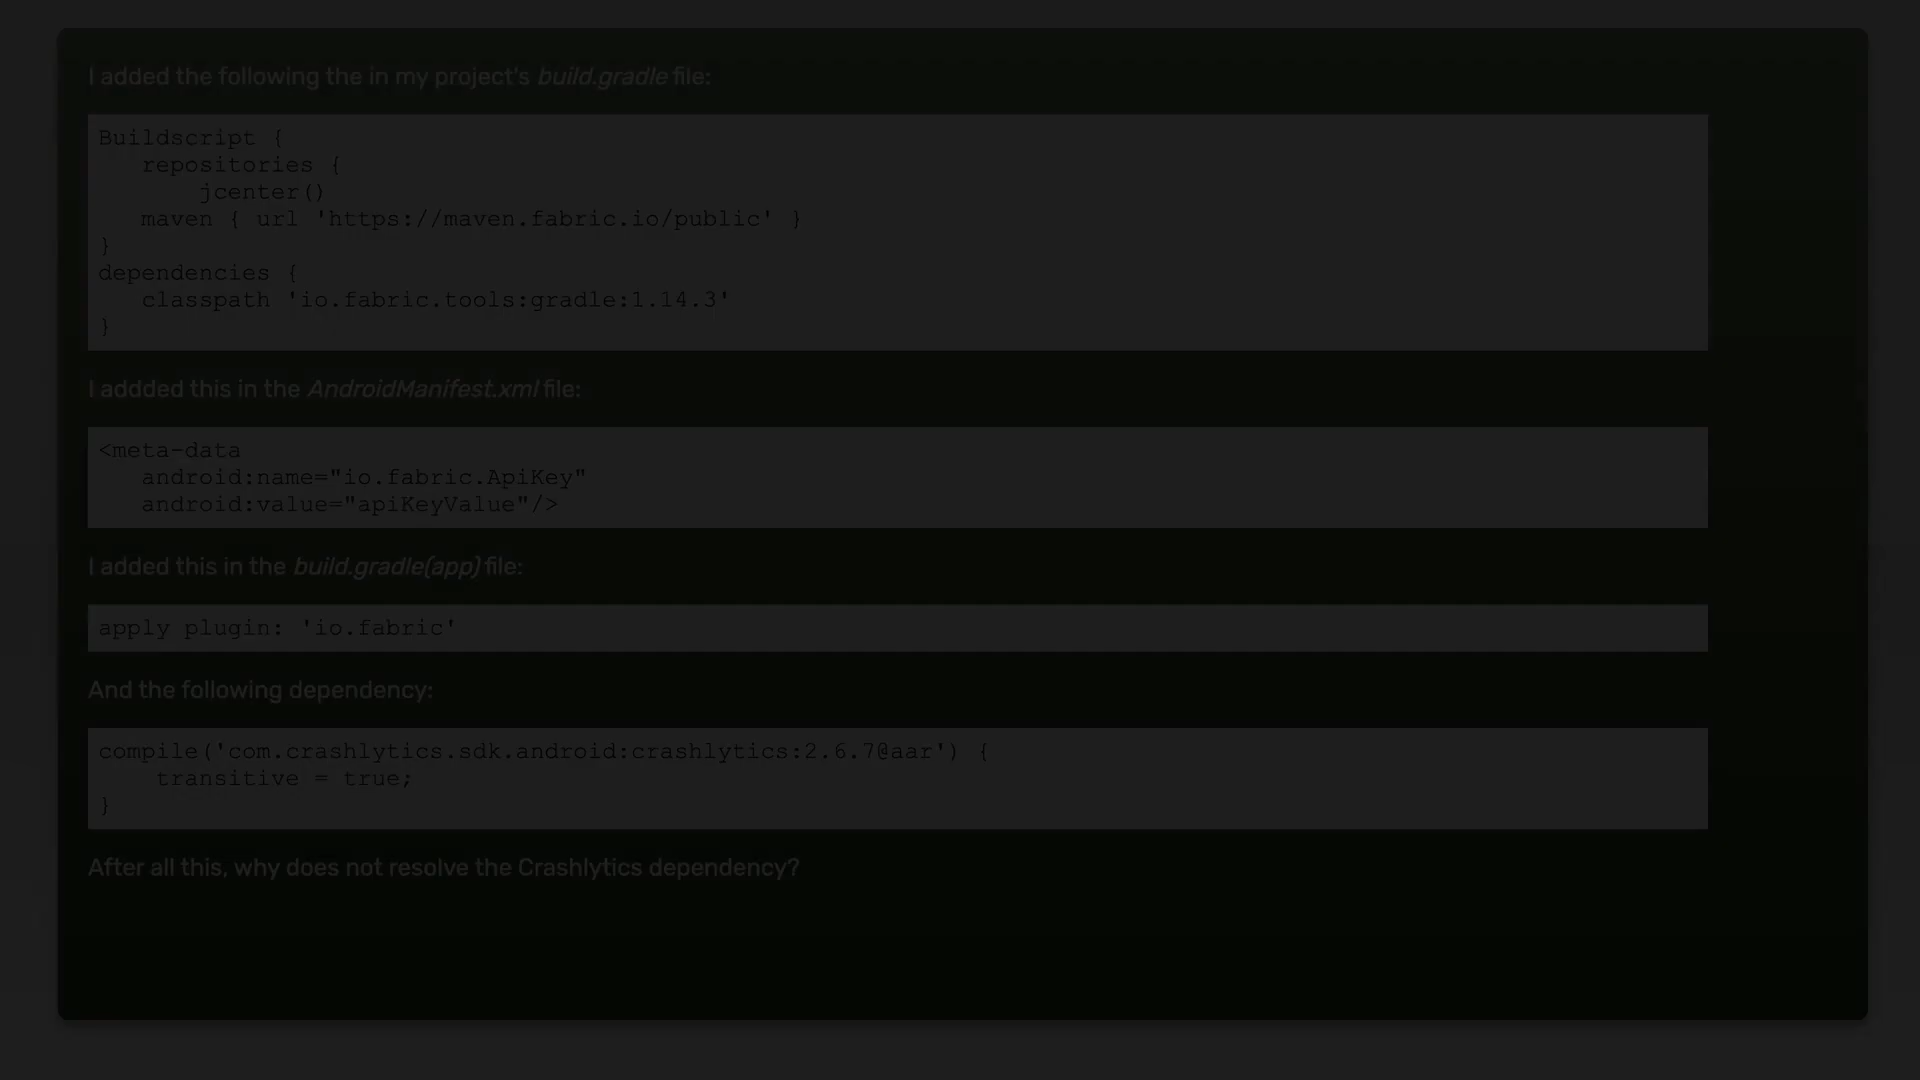 I added the following the in my project's build.gradle file:
Buildscript {
   repositories {
       jcenter()
   maven { url 'https://maven.fabric.io/public' }
}
dependencies {
   classpath 'io.fabric.tools:gradle:1.14.3'
}
I addded this in the AndroidManifest.xml file:
<meta-data
   android:name="io.fabric.ApiKey"
   android:value="apiKeyValue"/>
I added this in the build.gradle(app) file:
apply plugin: 'io.fabric'
And the following dependency:
compile('com.crashlytics.sdk.android:crashlytics:2.6.7@aar') {
    transitive = true;
}
After all this, why does not resolve the Crashlytics dependency?